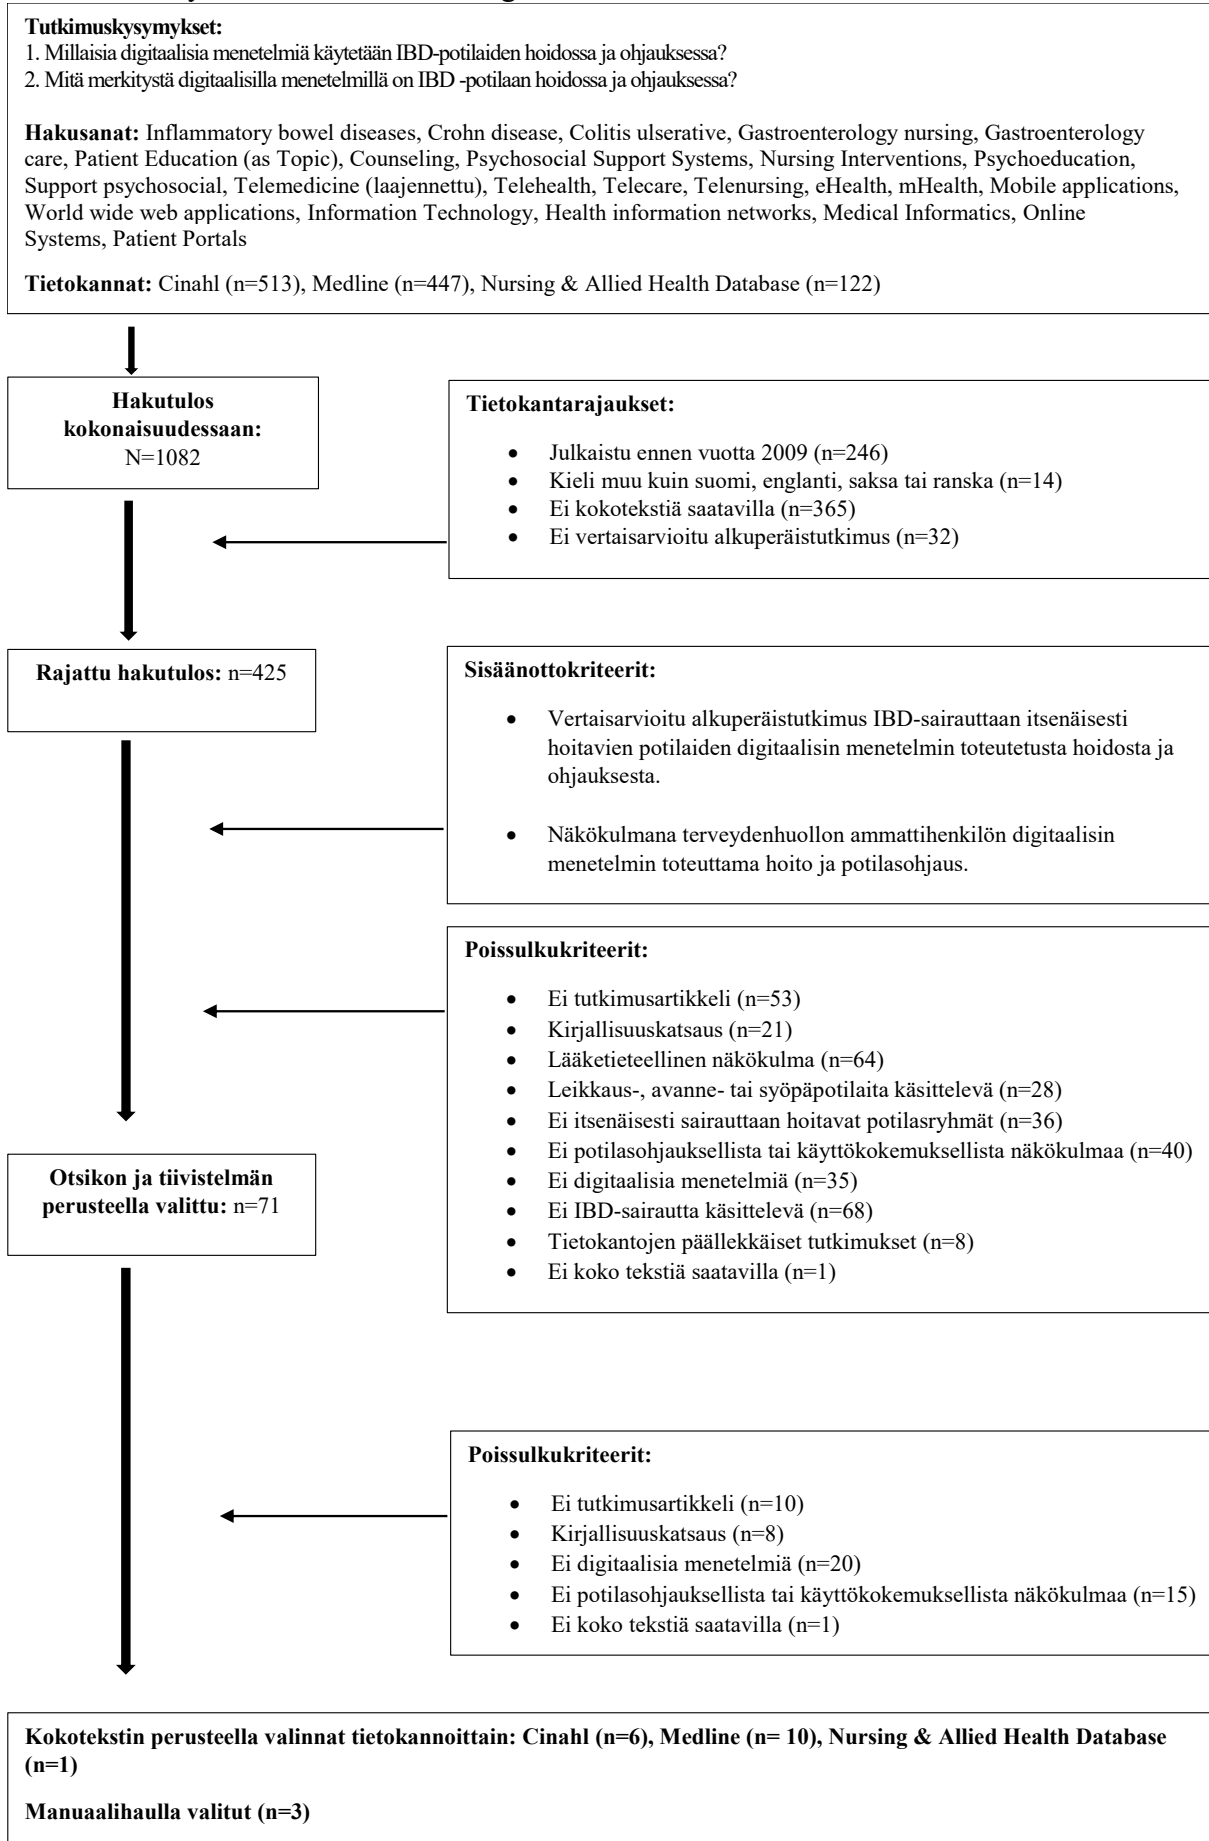 Tutkimuskysymykset:
1. Millaisia digitaalisia menetelmiä käytetään IBD-potilaiden hoidossa ja ohjauksessa?
2. Mitä merkitystä digitaalisilla menetelmillä on IBD -potilaan hoidossa ja ohjauksessa?
Hakusanat: Inflammatory bowel diseases, Crohn disease, Colitis ulserative, Gastroenterology nursing, Gastroenterology
care, Patient Education (as Topic), Counseling, Psychosocial Support Systems, Nursing Interventions, Psychoeducation,
Support psychosocial, Telemedicine (laajennettu), Telehealth, Telecare, Telenursing, eHealth, mHealth, Mobile applications,
World wide web applications, Information Technology, Health information networks, Medical Informatics, Online
Systems, Patient Portals
Tietokannat: Cinahl (n=513), Medline (n=447), Nursing & Allied Health Database (n=122)
Hakutulos
kokonaisuudessaan:
N=1082
Tietokantarajaukset:
• Julkaistu ennen vuotta 2009 (n=246)
• Kieli muu kuin suomi, englanti, saksa tai ranska (n=14)
• Ei kokotekstiä saatavilla (n=365)
• Ei vertaisarvioitu alkuperäistutkimus (n=32)
Rajattu hakutulos: n=425
Sisäänottokriteerit:
• Vertaisarvioitu alkuperäistutkimus IBD-sairauttaan itsenäisesti
hoitavien potilaiden digitaalisin menetelmin toteutetusta hoidosta ja
ohjauksesta.
• Näkökulmana terveydenhuollon ammattihenkilön digitaalisin
menetelmin toteuttama hoito ja potilasohjaus.
Poissulkukriteerit:
• Ei tutkimusartikkeli (n=53)
• Kirjallisuuskatsaus (n=21)
• Lääketieteellinen näkökulma (n=64)
• Leikkaus-, avanne- tai syöpäpotilaita käsittelevä (n=28)
• Ei itsenäisesti sairauttaan hoitavat potilasryhmät (n=36)
• Ei potilasohjauksellista tai käyttökokemuksellista näkökulmaa (n=40)
• Ei digitaalisia menetelmiä (n=35)
• Ei IBD-sairautta käsittelevä (n=68)
• Tietokantojen päällekkäiset tutkimukset (n=8)
• Ei koko tekstiä saatavilla (n=1)
Otsikon ja tiivistelmän
perusteella valittu: n=71
Poissulkukriteerit:
• Ei tutkimusartikkeli (n=10)
• Kirjallisuuskatsaus (n=8)
• Ei digitaalisia menetelmiä (n=20)
• Ei potilasohjauksellista tai käyttökokemuksellista näkökulmaa (n=15)
• Ei koko tekstiä saatavilla (n=1)
Kokotekstin perusteella valinnat tietokannoittain: Cinahl (n=6), Medline (n= 10), Nursing & Allied Health Database
(n=1)
Manuaalihaulla valitut (n=3)